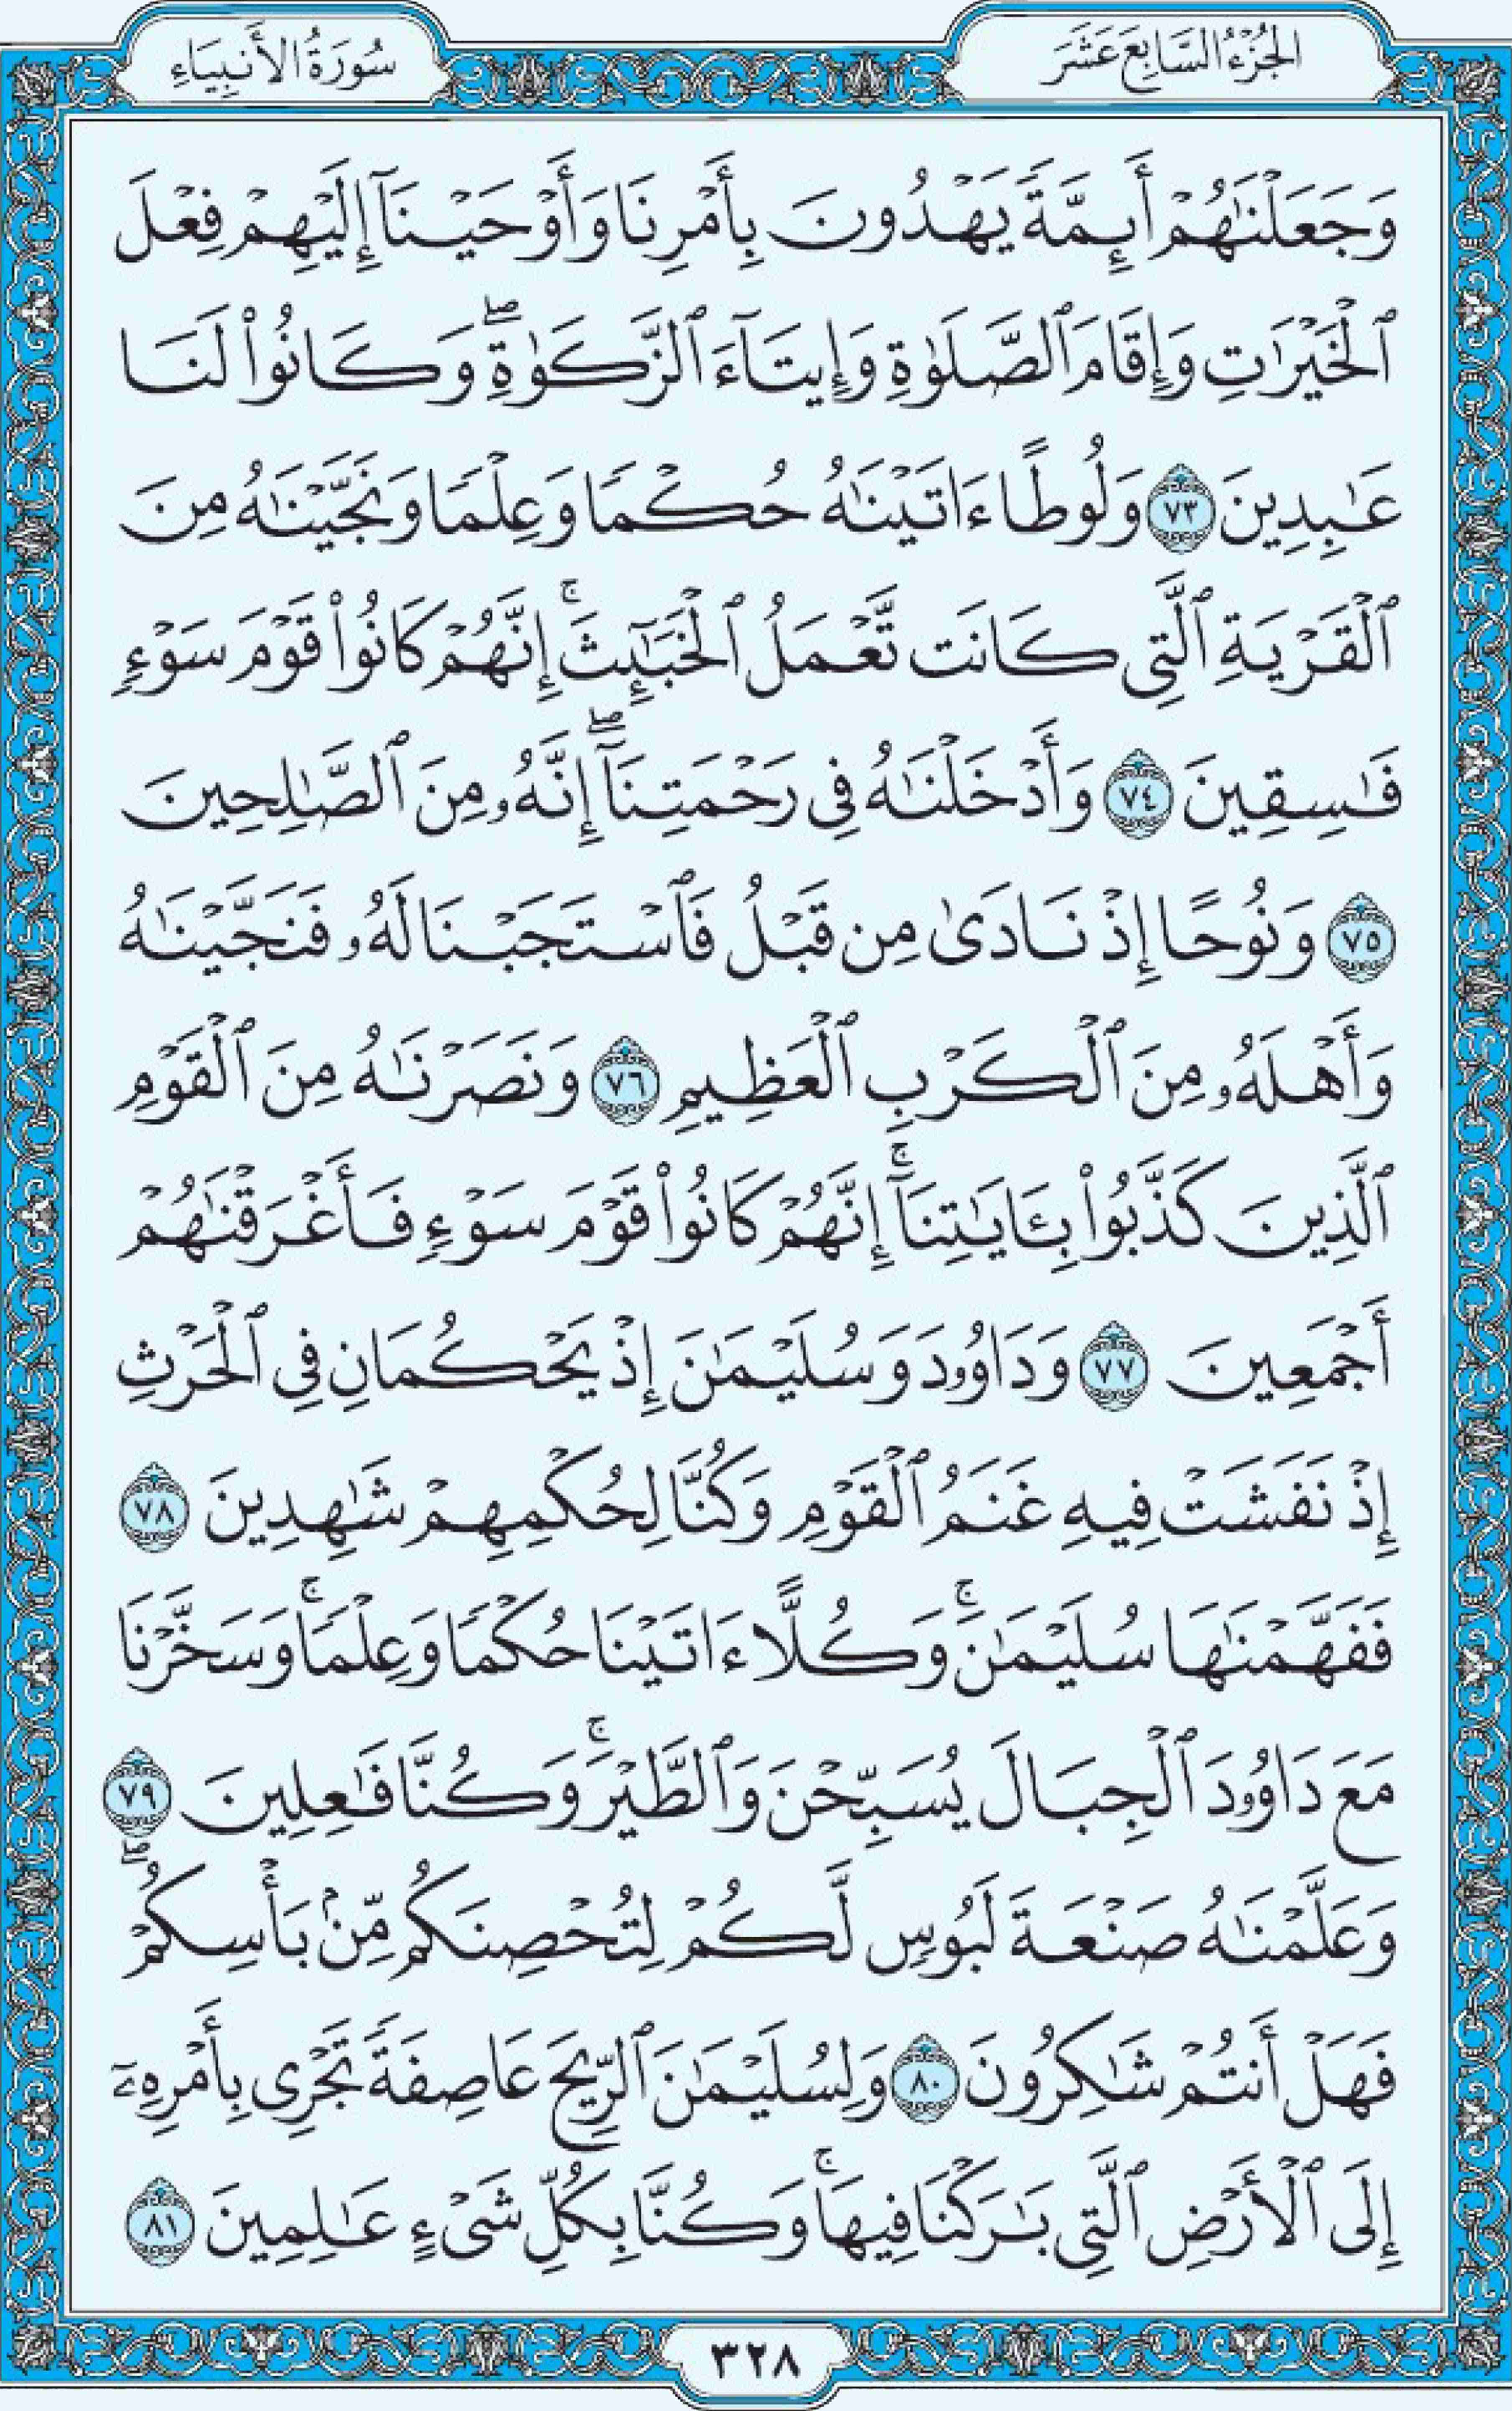 الجُزْءُ السَّابِعَ عَشَرَ
سُورَةُ الأَنبِيَاءِ
وَجَعَلْنَٰهُمْ أَئِمَّةً يَهْدُونَ بِأَمْرِنَا وَأَوْحَيْنَآ إِلَيْهِمْ فِعْلَ
ٱلْخَيْرَٰتِ وَإِقَامَ ٱلصَّلَوٰةِ وَإِيتَآءَ ٱلزَّكَوٰةِۖ وَكَانُوا۟ لَنَا
عَٰبِدِينَ ٧٣ وَلُوطًا ءَاتَيْنَٰهُ حُكْمًا وَعِلْمًا وَنَجَّيْنَٰهُ مِنَ
ٱلْقَرْيَةِ ٱلَّتِى كَانَت تَّعْمَلُ ٱلْخَبَٰٓئِثَۚ إِنَّهُمْ كَانُوا۟ قَوْمَ سَوْءٍ
فَٰسِقِينَ ٧٤ وَأَدْخَلْنَٰهُ فِى رَحْمَتِنَآۖ إِنَّهُۥ مِنَ ٱلصَّٰلِحِينَ
٧٥ وَنُوحًا إِذْ نَادَىٰ مِن قَبْلُ فَٱسْتَجَبْنَا لَهُۥ فَنَجَّيْنَٰهُ
وَأَهْلَهُۥ مِنَ ٱلْكَرْبِ ٱلْعَظِيمِ ٧٦ وَنَصَرْنَٰهُ مِنَ ٱلْقَوْمِ
ٱلَّذِينَ كَذَّبُوا۟ بِـَٔايَٰتِنَآۚ إِنَّهُمْ كَانُوا۟ قَوْمَ سَوْءٍ فَأَغْرَقْنَٰهُمْ
أَجْمَعِينَ ٧٧ وَدَاوُۥدَ وَسُلَيْمَٰنَ إِذْ يَحْكُمَانِ فِى ٱلْحَرْثِ
إِذْ نَفَشَتْ فِيهِ غَنَمُ ٱلْقَوْمِ وَكُنَّا لِحُكْمِهِمْ شَٰهِدِينَ ٧٨
فَفَهَّمْنَٰهَا سُلَيْمَٰنَۚ وَكُلًّا ءَاتَيْنَا حُكْمًا وَعِلْمًاۚ وَسَخَّرْنَا
مَعَ دَاوُۥدَ ٱلْجِبَالَ يُسَبِّحْنَ وَٱلطَّيْرَۚ وَكُنَّا فَٰعِلِينَ ٧٩
وَعَلَّمْنَٰهُ صَنْعَةَ لَبُوسٍ لَّكُمْ لِتُحْصِنَكُم مِّنۢ بَأْسِكُمْۖ
فَهَلْ أَنتُمْ شَٰكِرُونَ ٨٠ وَلِسُلَيْمَٰنَ ٱلرِّيحَ عَاصِفَةً تَجْرِى بِأَمْرِهِۦٓ
إِلَى ٱلْأَرْضِ ٱلَّتِى بَٰرَكْنَا فِيهَاۚ وَكُنَّا بِكُلِّ شَىْءٍ عَٰلِمِينَ ٨١
٣٢٨